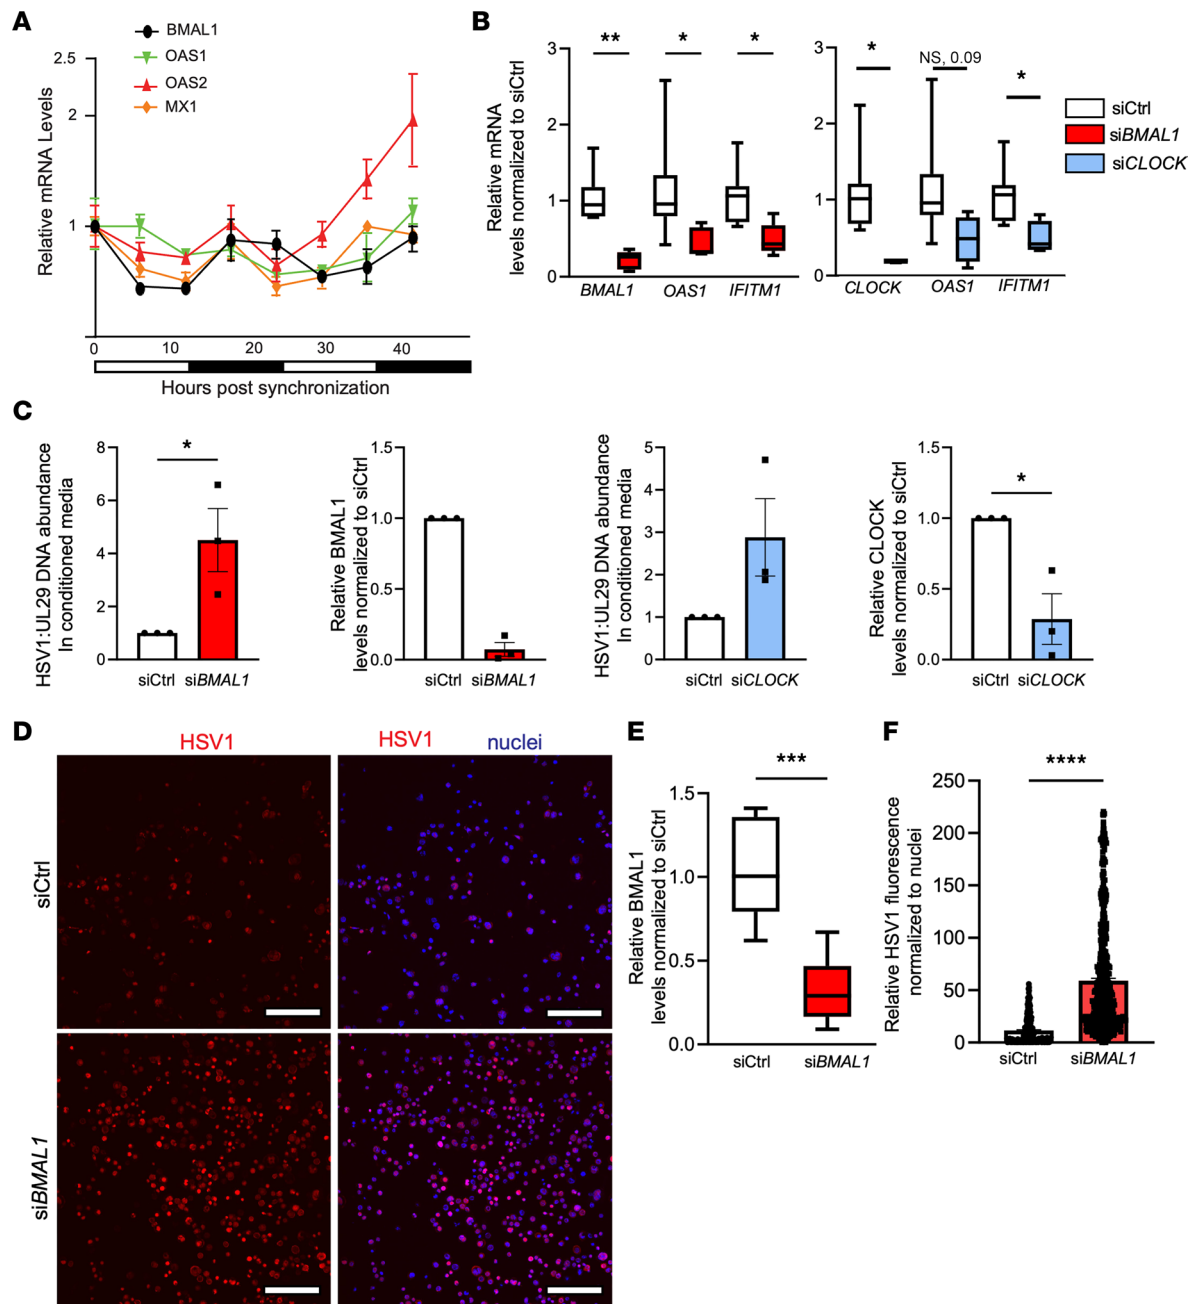 A
BMAL1
OAS1
OAS2
MX1
Relative mRNA Levels
2.5
2
1
0 10 20 30 40
Hours post synchronization
B
Relative mRNA
levels normalized to siCtrl
3
2
1
0
** * *
BMAL1 OAS1 IFITM1
3
2
1
0
* NS, 0.09 *
CLOCK OAS1 IFITM1
siCtrl
siBMAL1
siCLOCK
C
HSV1:UL29 DNA abundance
In conditioned media
8
6
4
2
0
*
siCtrl siBMAL1
Relative BMAL1
levels normalized to siCtrl
1.5
1.0
0.5
0.0
siCtrl siBMAL1
HSV1:UL29 DNA abundance
In conditioned media
5
4
3
2
1
0
siCtrl siCLOCK
Relative CLOCK
levels normalized to siCtrl
1.5
1.0
0.5
0.0
*
siCtrl siCLOCK
D
HSV1
HSV1 nuclei
siCtrl
siBMAL1
E
Relative BMAL1
levels normalized to siCtrl
1.5
1.0
0.5
0.0
***
siCtrl siBMAL1
F
Relative HSV1 fluorescence
normalized to nuclei
250
200
150
100
50
0
****
siCtrl siBMAL1